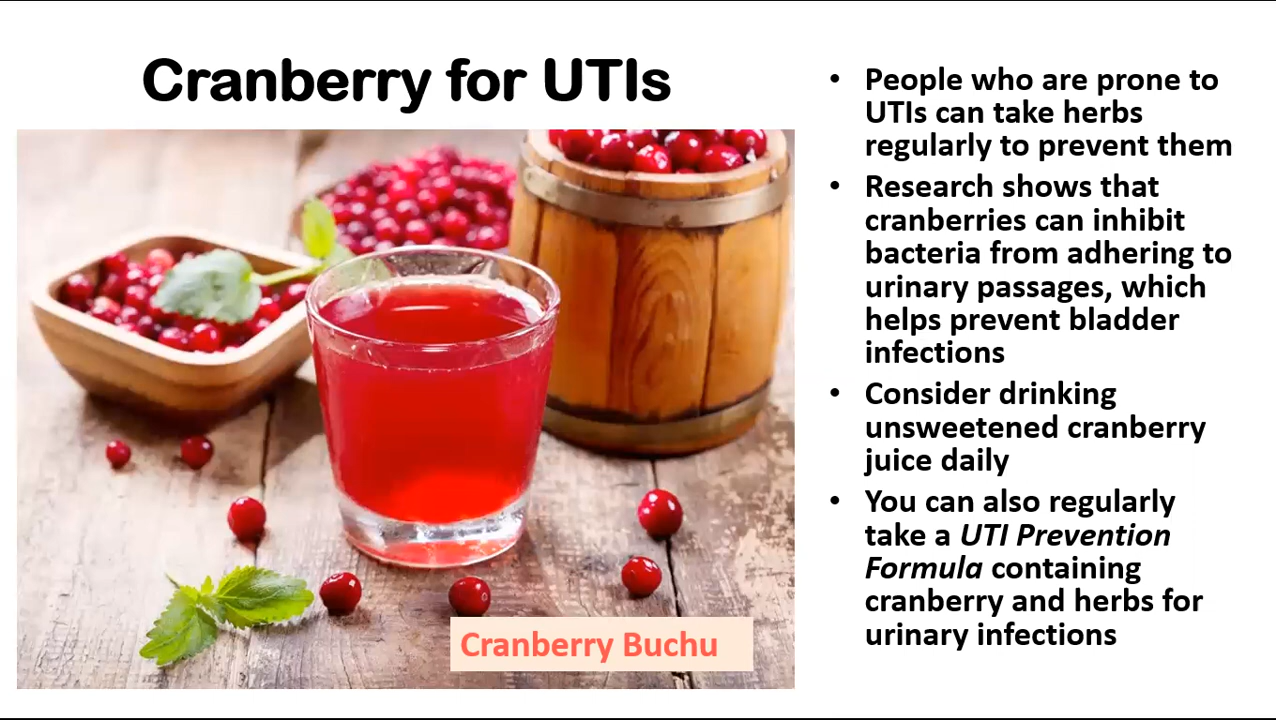 Cranberry for UTIs
Cranberry Buchu
• People who are prone to
UTIs can take herbs
regularly to prevent them
• Research shows that
cranberries can inhibit
bacteria from adhering to
urinary passages, which
helps prevent bladder
infections
• Consider drinking
unsweetened cranberry
juice daily
• You can also regularly
take a UTI Prevention
Formula containing
cranberry and herbs for
urinary infections